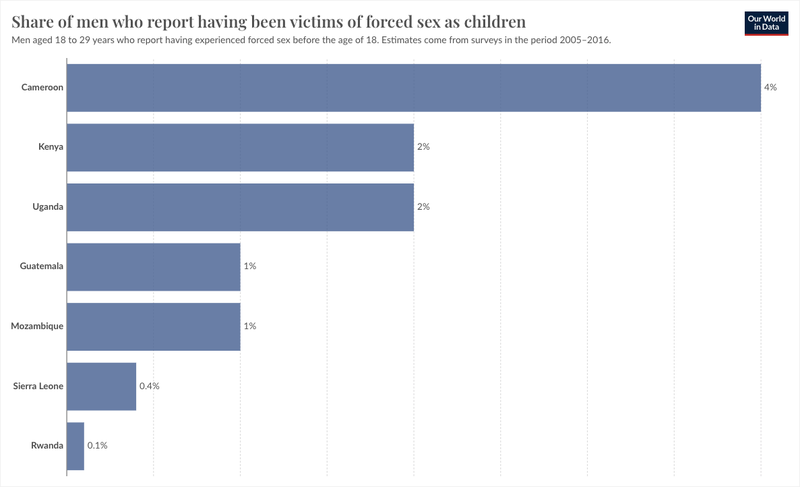 Share of men who report having been victims of forced sex as children
Men aged 18 to 29 years who report having experienced forced sex before the age of 18. Estimates come from surveys in the period 2005–2016.
Our World
in Data
Cameroon 4%
Kenya 2%
Uganda 2%
Guatemala 1%
Mozambique 1%
Sierra Leone 0.4%
Rwanda 0.1%